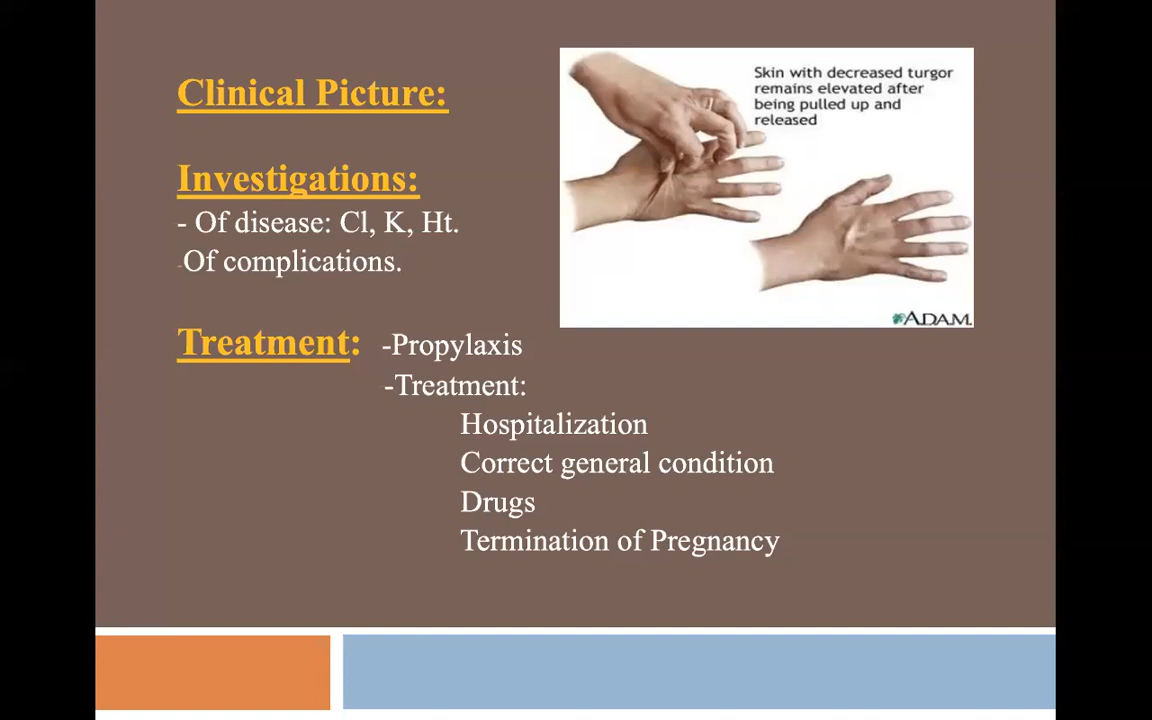 Clinical Picture:
Skin with decreased turgor
remains elevated after
being pulled up and
released
Investigations:
- Of disease: Cl, K, Ht.
-Of complications.
ADAM.
Treatment: -Propylaxis
-Treatment:
Hospitalization
Correct general condition
Drugs
Termination of Pregnancy